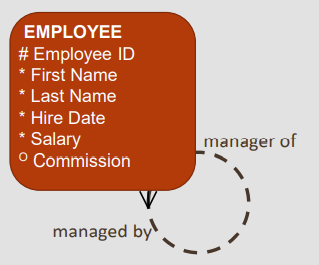 EMPLOYEE
# Employee ID
* First Name
* Last Name
* Hire Date
* Salary
o Commission
manager of
managed by